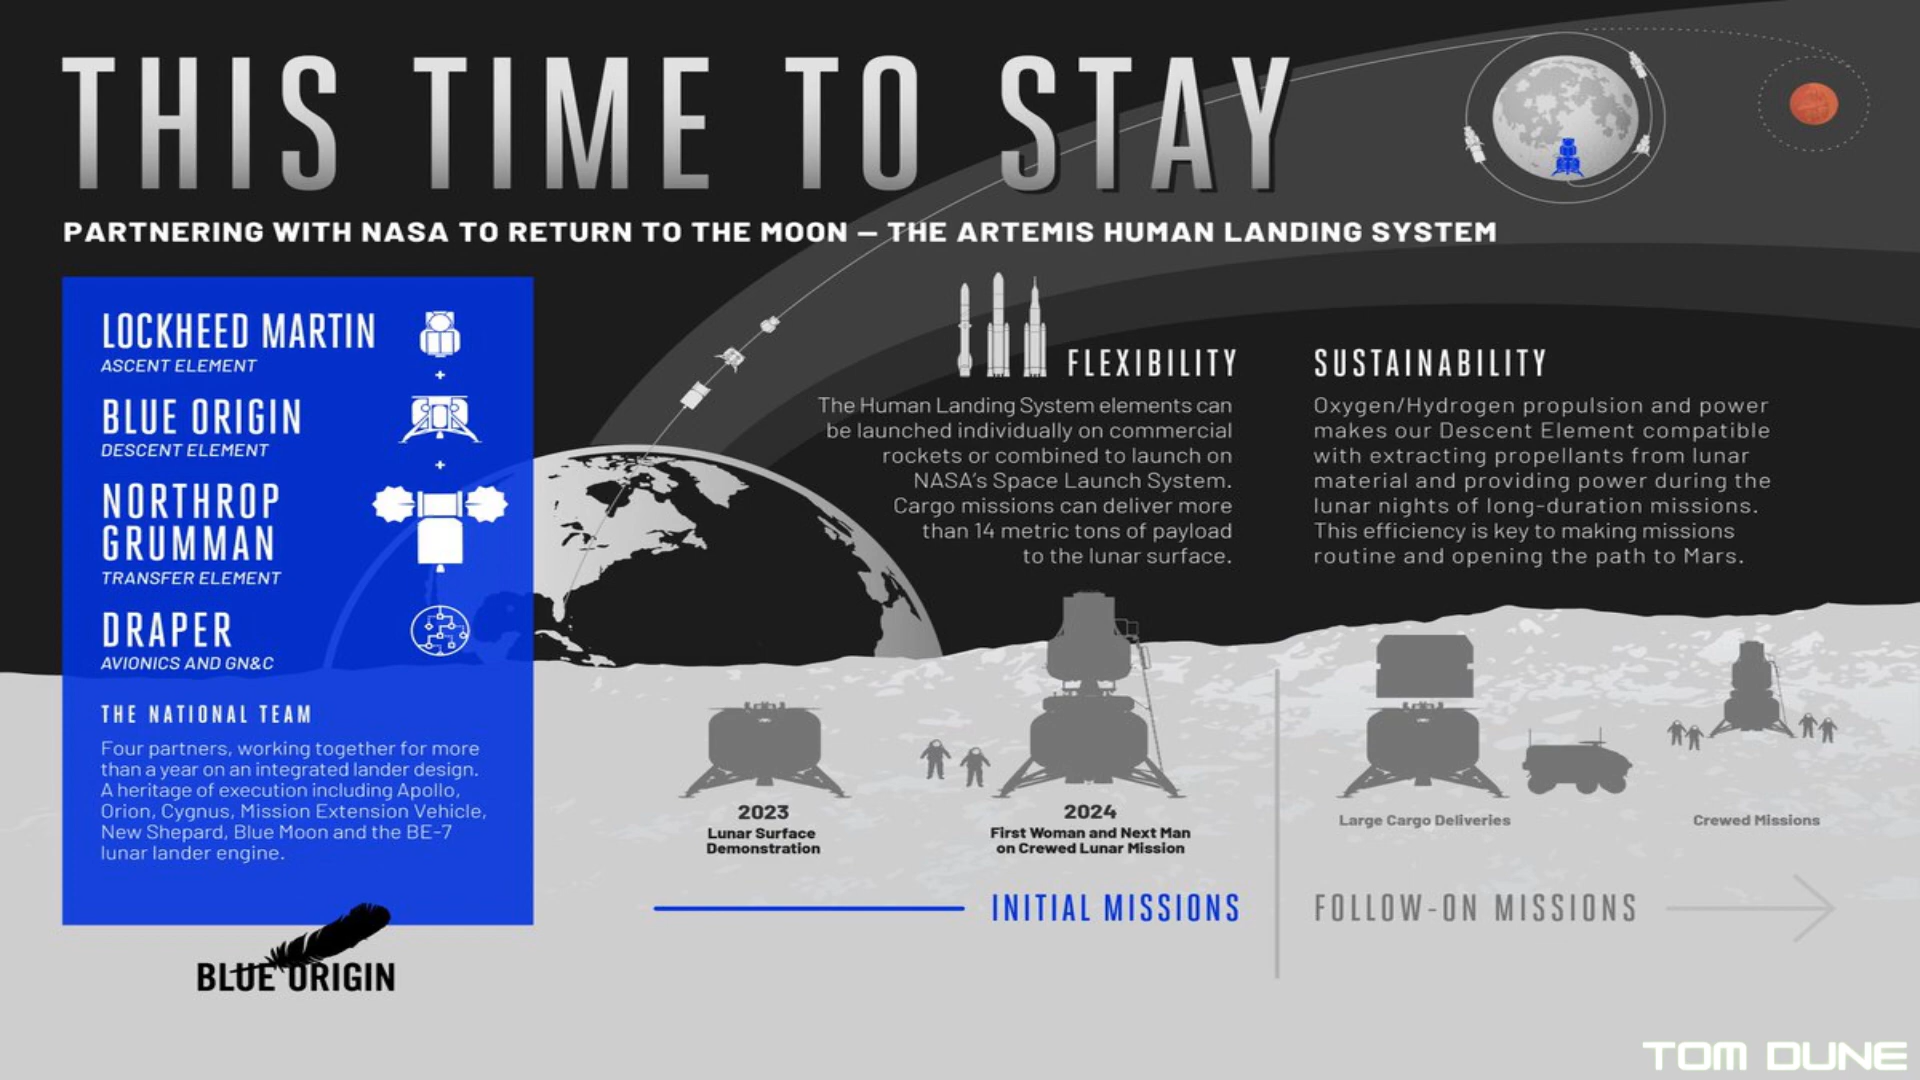 THIS TIME TO STAY
PARTNERING WITH NASA TO RETURN TO THE MOON – THE ARTEMIS HUMAN LANDING SYSTEM
LOCKHEED MARTIN
ASCENT ELEMENT
+
BLUE ORIGIN
DESCENT ELEMENT
+
NORTHROP
GRUMMAN
TRANSFER ELEMENT
DRAPER
AVIONICS AND GN&C
THE NATIONAL TEAM
Four partners, working together for more
than a year on an integrated lander design.
A heritage of execution including Apollo,
Orion, Cygnus, Mission Extension Vehicle,
New Shepard, Blue Moon and the BE-7
lunar lander engine.
BLUE ORIGIN
FLEXIBILITY
The Human Landing System elements can
be launched individually on commercial
rockets or combined to launch on
NASA's Space Launch System.
Cargo missions can deliver more
than 14 metric tons of payload
to the lunar surface.
SUSTAINABILITY
Oxygen/Hydrogen propulsion and power
makes our Descent Element compatible
with extracting propellants from lunar
material and providing power during the
lunar nights of long-duration missions.
This efficiency is key to making missions
routine and opening the path to Mars.
2023
Lunar Surface
Demonstration
2024
First Woman and Next Man
on Crewed Lunar Mission
Large Cargo Deliveries
Crewed Missions
INITIAL MISSIONS
FOLLOW-ON MISSIONS
TOM DUNE